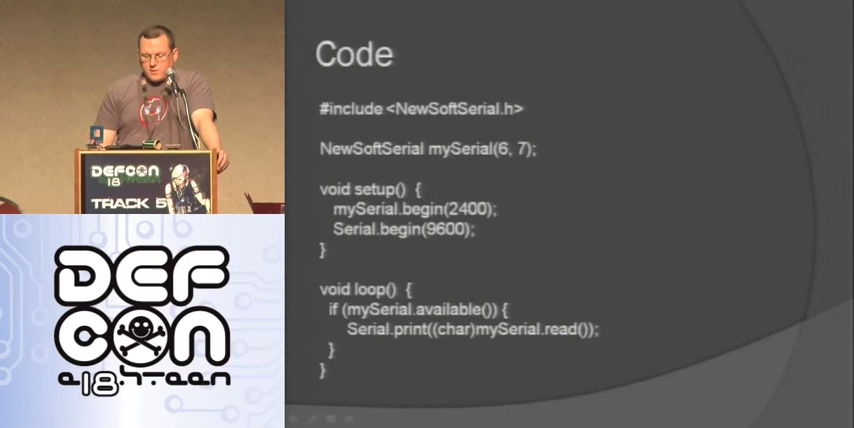 DEFCON
18
TRACK 5
DEF
CON
e18hteen
Code
#include <NewSoftSerial.h>
NewSoftSerial mySerial(6, 7);
void setup() {
mySerial.begin(2400);
Serial.begin(9600);
}
void loop() {
if (mySerial.available()) {
Serial.print((char)mySerial.read());
}
}